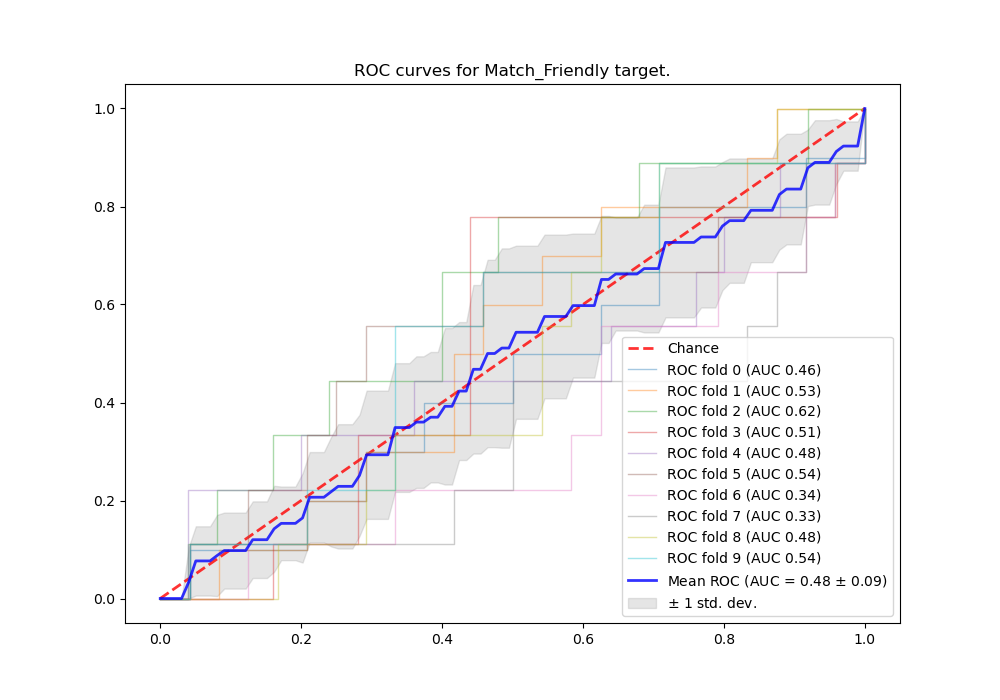 ROC curves for Match_Friendly target.
1.0
0.8
0.6
0.4
0.2
0.0
0.0 0.2 0.4 0.6 0.8 1.0
Chance
ROC fold 0 (AUC 0.46)
ROC fold 1 (AUC 0.53)
ROC fold 2 (AUC 0.62)
ROC fold 3 (AUC 0.51)
ROC fold 4 (AUC 0.48)
ROC fold 5 (AUC 0.54)
ROC fold 6 (AUC 0.34)
ROC fold 7 (AUC 0.33)
ROC fold 8 (AUC 0.48)
ROC fold 9 (AUC 0.54)
Mean ROC (AUC = 0.48 ± 0.09)
± 1 std. dev.